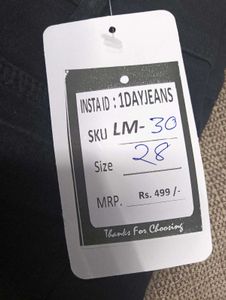 INSTA ID : 1DAYJEANS
SKU LM-30
Size 28
MRP. Rs. 499 /-
Thanks For Choosing